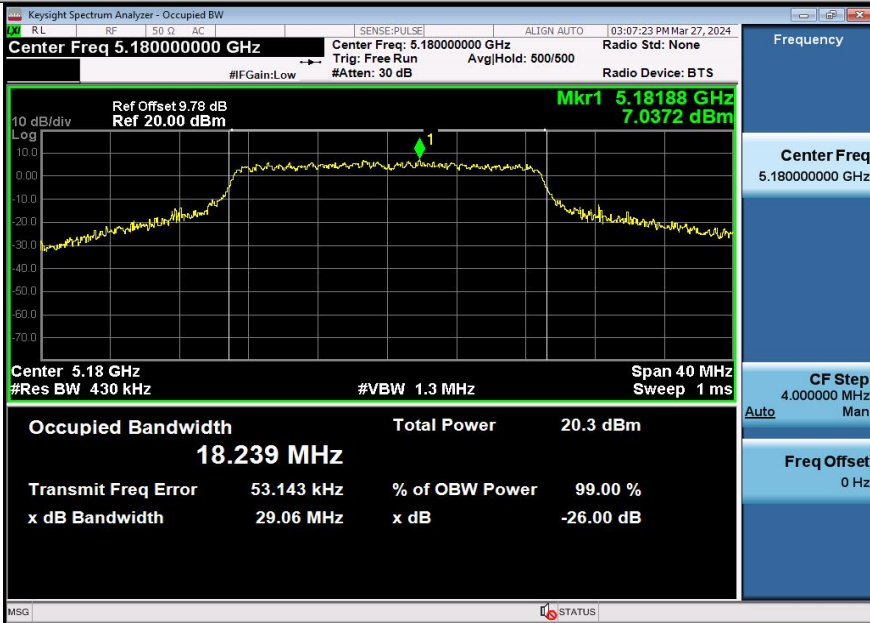 Keysight Spectrum Analyzer - Occupied BW
LXI RL RF 50 Ω AC SENSE:PULSE ALIGN AUTO 03:07:23 PM Mar 27, 2024
Center Freq 5.180000000 GHz
Center Freq: 5.180000000 GHz
Radio Std: None
Trig: Free Run Avg|Hold: 500/500
#IFGain:Low #Atten: 30 dB Radio Device: BTS
Frequency
Mkr1 5.18188 GHz
7.0372 dBm
Ref Offset 9.78 dB
10 dB/div Ref 20.00 dBm
Log
1
10.0
0.00
-10.0
-20.0
-30.0
-40.0
-50.0
-60.0
-70.0
Center 5.18 GHz Span 40 MHz
#Res BW 430 kHz #VBW 1.3 MHz Sweep 1 ms
Occupied Bandwidth Total Power 20.3 dBm
18.239 MHz
Transmit Freq Error 53.143 kHz % of OBW Power 99.00 %
x dB Bandwidth 29.06 MHz x dB -26.00 dB
Center Freq
5.180000000 GHz
CF Step
4.000000 MHz
Auto Man
Freq Offset
0 Hz
MSG STATUS